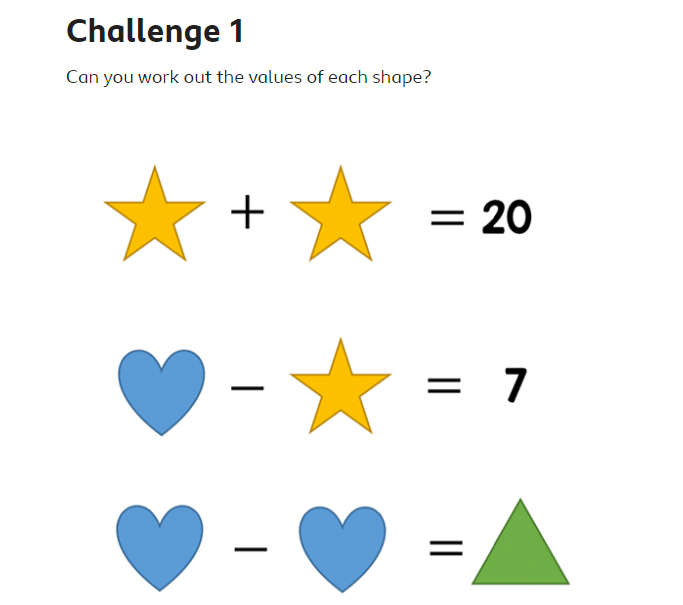 Challenge 1
Can you work out the values of each shape?
+ = 20
− = 7
− =